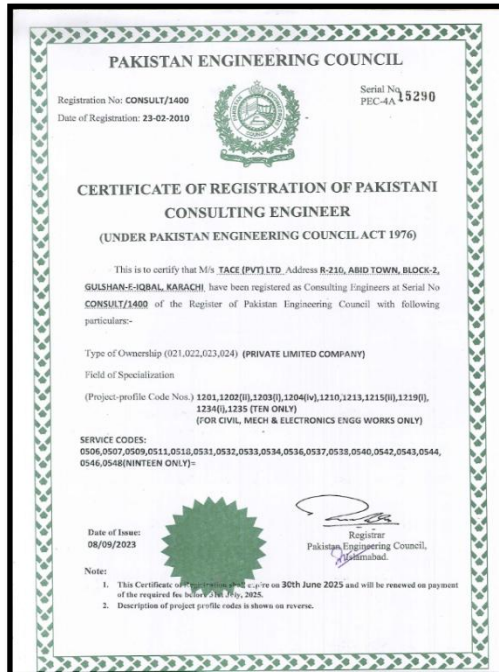 PAKISTAN ENGINEERING COUNCIL
Registration No: CONSULT/1400
Date of Registration: 23-02-2010
Serial No
PEC-4A 15290
CERTIFICATE OF REGISTRATION OF PAKISTANI
CONSULTING ENGINEER
(UNDER PAKISTAN ENGINEERING COUNCIL ACT 1976)
This is to certify that M/s TACE (PVT) LTD Address R-210, ABID TOWN, BLOCK-2,
GULSHAN-E-IQBAL, KARACHI have been registered as Consulting Engineers at Serial No
CONSULT/1400 of the Register of Pakistan Engineering Council with following
particulars:-
Type of Ownership (021,022,023,024) (PRIVATE LIMITED COMPANY)
Field of Specialization
(Project-profile Code Nos.) 1201,1202(ii),1203(i),1204(iv),1210,1213,1215(ii),1219(i),
1234(i),1235 (TEN ONLY)
(FOR CIVIL, MECH & ELECTRONICS ENGG WORKS ONLY)
SERVICE CODES:
0506,0507,0509,0511,0518,0531,0532,0533,0534,0536,0537,0538,0540,0542,0543,0544,
0546,0548(NINTEEN ONLY)=
Date of Issue:
08/09/2023
Registrar
Pakistan Engineering Council,
Islamabad.
Note:
1. This Certificate of Registration shall expire on 30th June 2025 and will be renewed on payment
of the required fee before 31st July, 2025.
2. Description of project profile codes is shown on reverse.